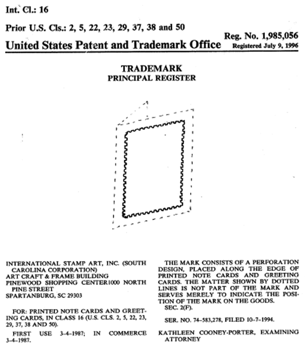 Int. Cl.: 16
Prior U.S. Cls.: 2, 5, 22, 23, 29, 37, 38 and 50
Reg. No. 1,985,056
United States Patent and Trademark Office
Registered July 9, 1996
TRADEMARK
PRINCIPAL REGISTER
INTERNATIONAL STAMP ART, INC. (SOUTH
CAROLINA CORPORATION)
ART CRAFT & FRAME BUILDING
PINEWOOD SHOPPING CENTER1000 NORTH
PINE STREET
SPARTANBURG, SC 29303
FOR: PRINTED NOTE CARDS AND GREET-
ING CARDS, IN CLASS 16 (U.S. CLS. 2, 5, 22, 23,
29, 37, 38 AND 50).
FIRST USE 3-4-1987; IN COMMERCE
3-4-1987.
THE MARK CONSISTS OF A PERFORATION
DESIGN, PLACED ALONG THE EDGE OF
PRINTED NOTE CARDS AND GREETING
CARDS. THE MATTER SHOWN BY DOTTED
LINES IS NOT PART OF THE MARK AND
SERVES MERELY TO INDICATE THE POSI-
TION OF THE MARK ON THE GOODS.
SEC. 2(F).
SER. NO. 74-583,278, FILED 10-7-1994.
KATHLEEN COONEY-PORTER, EXAMINING
ATTORNEY